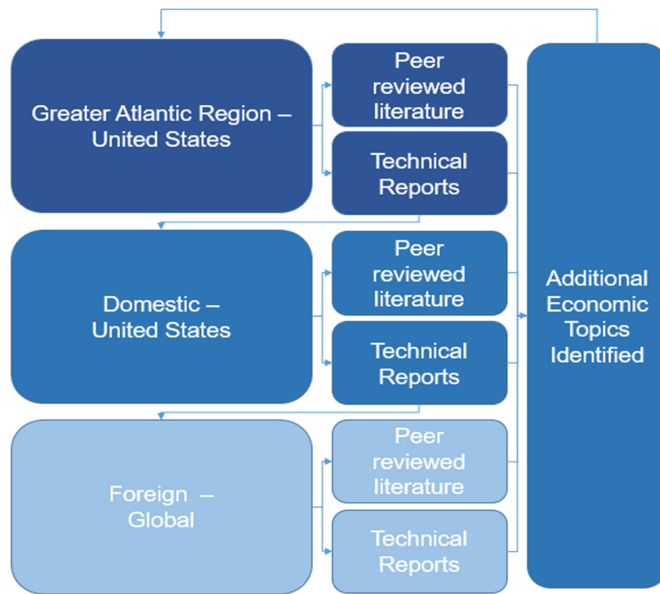 Greater Atlantic Region –
United States
Peer
reviewed
literature
Technical
Reports
Domestic –
United States
Peer
reviewed
literature
Technical
Reports
Foreign –
Global
Peer
reviewed
literature
Technical
Reports
Additional
Economic
Topics
Identified